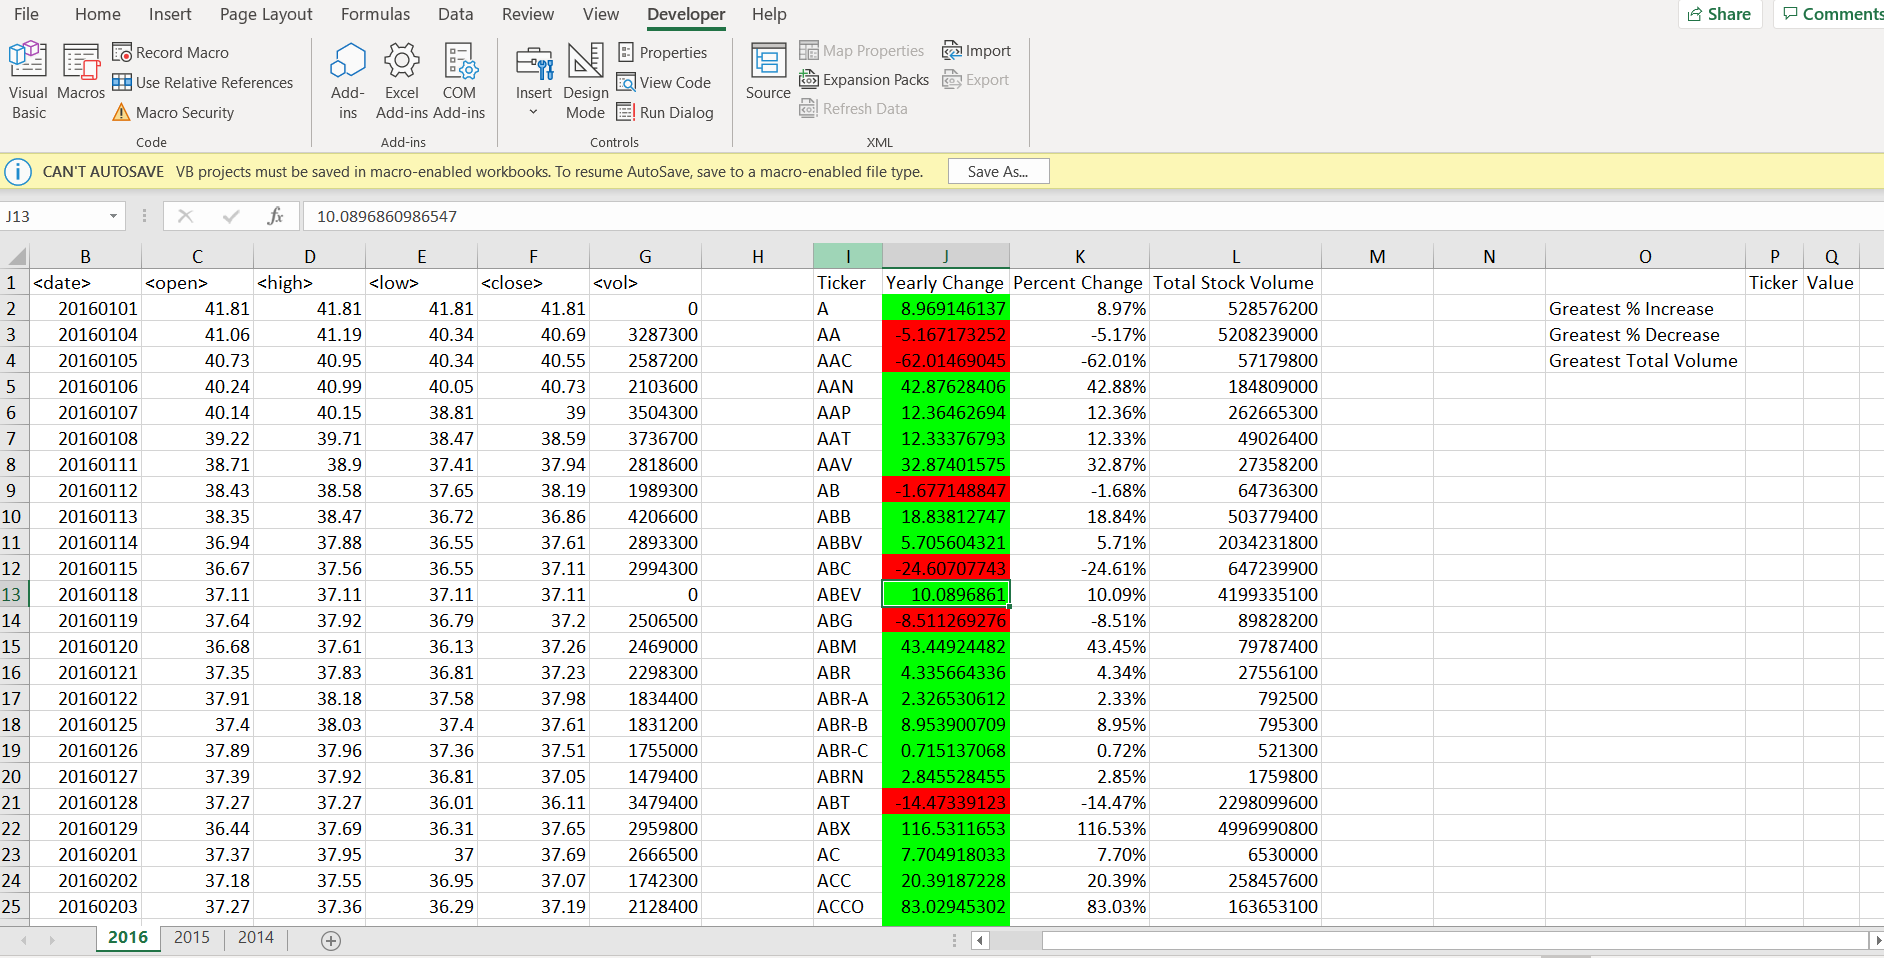 File Home Insert Page Layout Formulas Data Review View Developer Help Share Comments
Visual Basic
Macros
Record Macro
Use Relative References
Macro Security
Code
Add-ins
Excel Add-ins
COM Add-ins
Add-ins
Insert
Design Mode
Properties
View Code
Run Dialog
Controls
Source
Map Properties
Expansion Packs
Refresh Data
Import
Export
XML
CAN'T AUTOSAVE VB projects must be saved in macro-enabled workbooks. To resume AutoSave, save to a macro-enabled file type. Save As...
J13 fx 10.0896860986547
B C D E F G H I J K L M N O P Q
1 <date> <open> <high> <low> <close> <vol> Ticker Yearly Change Percent Change Total Stock Volume Ticker Value
2 20160101 41.81 41.81 41.81 41.81 0 A 8.969146137 8.97% 528576200 Greatest % Increase
3 20160104 41.06 41.19 40.34 40.69 3287300 AA -5.167173252 -5.17% 5208239000 Greatest % Decrease
4 20160105 40.73 40.95 40.34 40.55 2587200 AAC -62.01469045 -62.01% 57179800 Greatest Total Volume
5 20160106 40.24 40.99 40.05 40.73 2103600 AAN 42.87628406 42.88% 184809000
6 20160107 40.14 40.15 38.81 39 3504300 AAP 12.36462694 12.36% 262665300
7 20160108 39.22 39.71 38.47 38.59 3736700 AAT 12.33376793 12.33% 49026400
8 20160111 38.71 38.9 37.41 37.94 2818600 AAV 32.87401575 32.87% 27358200
9 20160112 38.43 38.58 37.65 38.19 1989300 AB -1.677148847 -1.68% 64736300
10 20160113 38.35 38.47 36.72 36.86 4206600 ABB 18.83812747 18.84% 503779400
11 20160114 36.94 37.88 36.55 37.61 2893300 ABBV 5.705604321 5.71% 2034231800
12 20160115 36.67 37.56 36.55 37.11 2994300 ABC -24.60707743 -24.61% 647239900
13 20160118 37.11 37.11 37.11 37.11 0 ABEV 10.0896861 10.09% 4199335100
14 20160119 37.64 37.92 36.79 37.2 2506500 ABG -8.511269276 -8.51% 89828200
15 20160120 36.68 37.61 36.13 37.26 2469000 ABM 43.44924482 43.45% 79787400
16 20160121 37.35 37.83 36.81 37.23 2298300 ABR 4.335664336 4.34% 27556100
17 20160122 37.91 38.18 37.58 37.98 1834400 ABR-A 2.326530612 2.33% 792500
18 20160125 37.4 38.03 37.4 37.61 1831200 ABR-B 8.953900709 8.95% 795300
19 20160126 37.89 37.96 37.36 37.51 1755000 ABR-C 0.715137068 0.72% 521300
20 20160127 37.39 37.92 36.81 37.05 1479400 ABRN 2.845528455 2.85% 1759800
21 20160128 37.27 37.27 36.01 36.11 3479400 ABT -14.47339123 -14.47% 2298099600
22 20160129 36.44 37.69 36.31 37.65 2959800 ABX 116.5311653 116.53% 4996990800
23 20160201 37.37 37.95 37 37.69 2666500 AC 7.704918033 7.70% 6530000
24 20160202 37.18 37.55 36.95 37.07 1742300 ACC 20.39187228 20.39% 258457600
25 20160203 37.27 37.36 36.29 37.19 2128400 ACCO 83.02945302 83.03% 163653100
2016 2015 2014